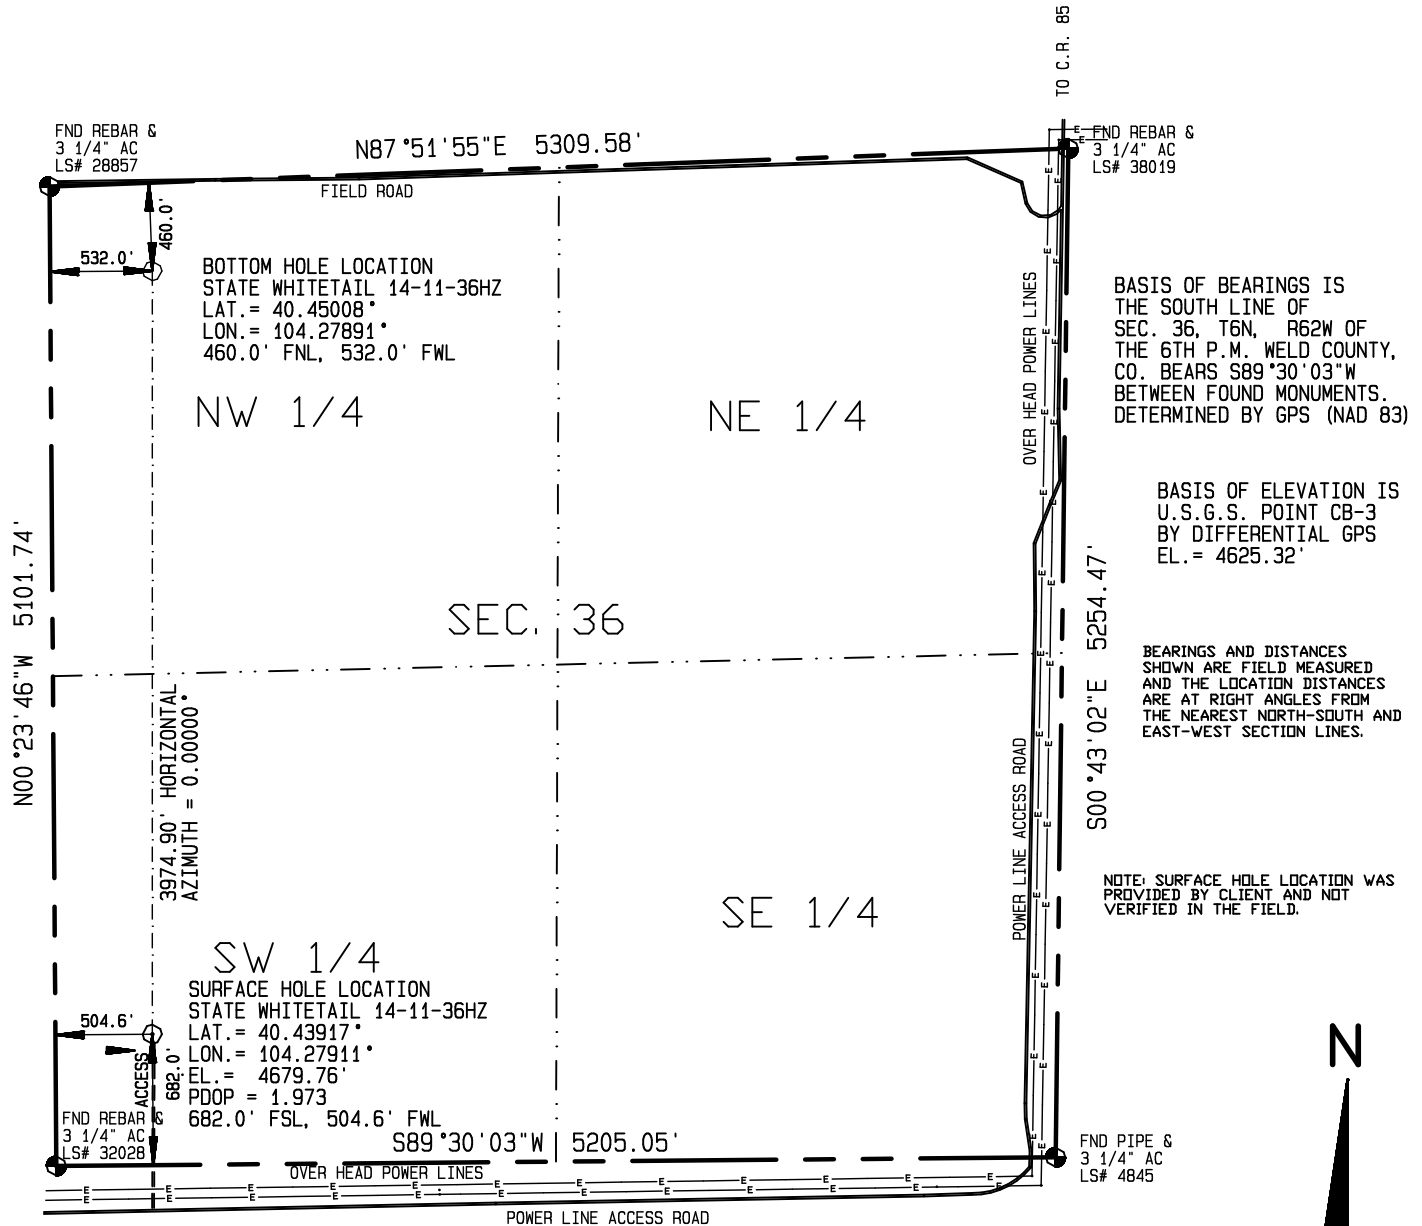 TO C.R. 85
FND REBAR &
3 1/4" AC
LS# 28857
N87°51'55"E 5309.58'
FND REBAR &
3 1/4" AC
LS# 38019
FIELD ROAD
460.0'
532.0'
BOTTOM HOLE LOCATION
STATE WHITETAIL 14-11-36HZ
LAT.= 40.45008°
LON.= 104.27891°
460.0' FNL, 532.0' FWL
OVER HEAD POWER LINES
BASIS OF BEARINGS IS
THE SOUTH LINE OF
SEC. 36, T6N, R62W OF
THE 6TH P.M. WELD COUNTY,
CO. BEARS S89°30'03"W
BETWEEN FOUND MONUMENTS.
DETERMINED BY GPS (NAD 83)
NW 1/4
NE 1/4
BASIS OF ELEVATION IS
U.S.G.S. POINT CB-3
BY DIFFERENTIAL GPS
EL.= 4625.32'
N00°23'46"W 5101.74'
SEC. 36
S00°43'02"E 5254.47'
BEARINGS AND DISTANCES
SHOWN ARE FIELD MEASURED
AND THE LOCATION DISTANCES
ARE AT RIGHT ANGLES FROM
THE NEAREST NORTH-SOUTH AND
EAST-WEST SECTION LINES.
3974.90' HORIZONTAL
AZIMUTH = 0.00000°
POWER LINE ACCESS ROAD
NOTE: SURFACE HOLE LOCATION WAS
PROVIDED BY CLIENT AND NOT
VERIFIED IN THE FIELD.
SW 1/4
SE 1/4
SURFACE HOLE LOCATION
STATE WHITETAIL 14-11-36HZ
LAT.= 40.43917°
LON.= 104.27911°
EL.= 4679.76'
PDOP = 1.973
682.0' FSL, 504.6' FWL
504.6'
ACCESS
682.0'
N
FND REBAR &
3 1/4" AC
LS# 32028
S89°30'03"W 5205.05'
FND PIPE &
3 1/4" AC
LS# 4845
OVER HEAD POWER LINES
POWER LINE ACCESS ROAD